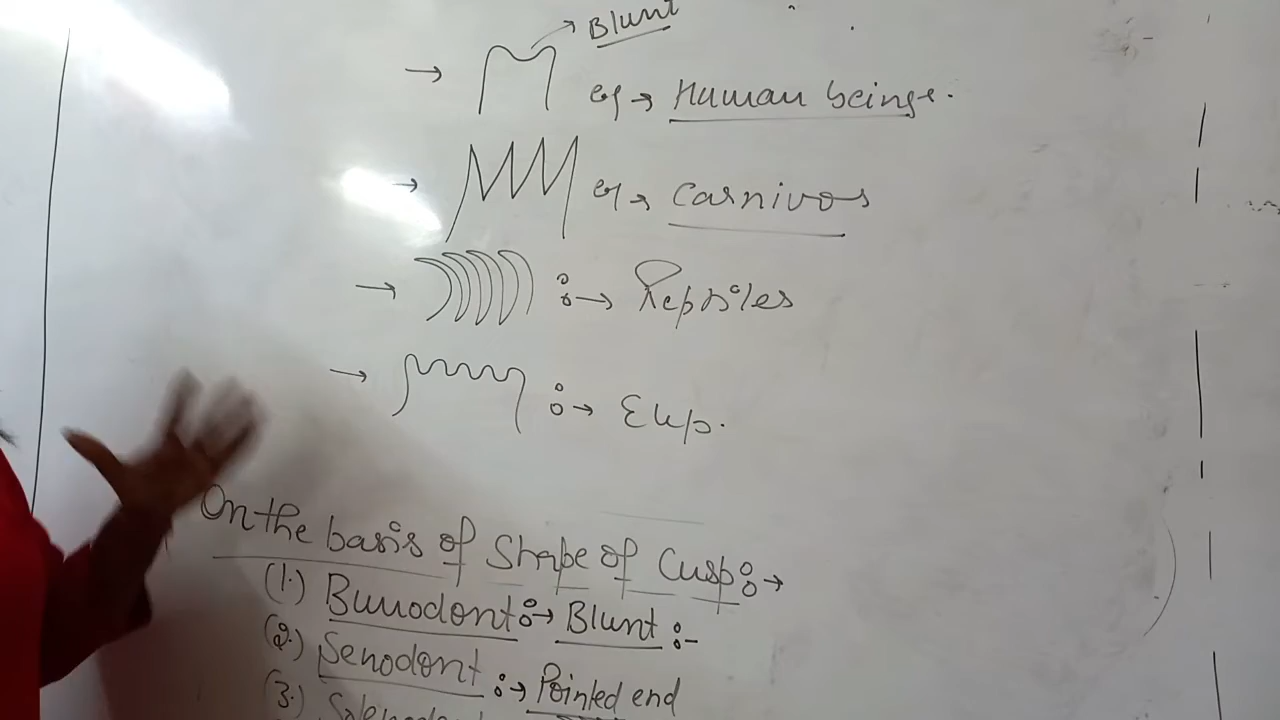 → Blunt
→ eg → Human beings.
→ eg → Carnivos
→ :→ Reptiles
→ :→ Elep.
On the basis of Shape of Cusp:→
(1.) Bunodont:→ Blunt :-
(2.) Senodont :→ Pointed end
(3.)